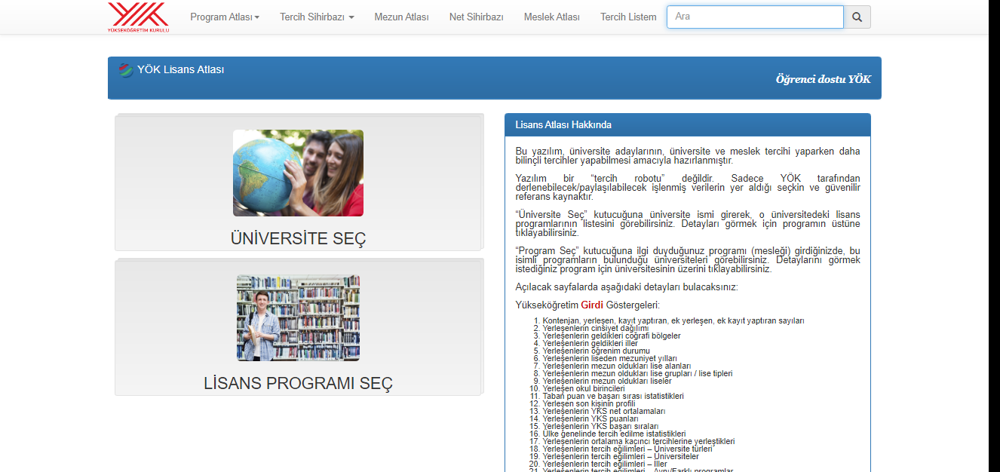 YÜKSEKÖĞRETİM KURULU
Program Atlası Tercih Sihirbazı Mezun Atlası Net Sihirbazı Meslek Atlası Tercih Listem Ara
YÖK Lisans Atlası
Öğrenci dostu YÖK
ÜNİVERSİTE SEÇ
LİSANS PROGRAMI SEÇ
Lisans Atlası Hakkında
Bu yazılım, üniversite adaylarının, üniversite ve meslek tercihi yaparken daha
bilinçli tercihler yapabilmesi amacıyla hazırlanmıştır.
Yazılım bir “tercih robotu” değildir. Sadece YÖK tarafından
derlenebilecek/paylaşılabilecek işlenmiş verilerin yer aldığı seçkin ve güvenilir
referans kaynaktır.
“Üniversite Seç” kutucuğuna üniversite ismi girerek, o üniversitedeki lisans
programlarının listesini görebilirsiniz. Detayları görmek için programın üstüne
tıklayabilirsiniz.
“Program Seç” kutucuğuna ilgi duyduğunuz programı (mesleği) girdiğinizde, bu
isimli programların bulunduğu üniversiteleri görebilirsiniz. Detaylarını görmek
istediğiniz program için üniversitesinin üzerini tıklayabilirsiniz.
Açılacak sayfalarda aşağıdaki detayları bulacaksınız:
Yükseköğretim Girdi Göstergeleri:
1. Kontenjan, yerleşen, kayıt yaptıran, ek yerleşen, ek kayıt yaptıran sayıları
2. Yerleşenlerin cinsiyet dağılımı
3. Yerleşenlerin geldikleri coğrafi bölgeler
4. Yerleşenlerin geldikleri iller
5. Yerleşenlerin öğrenim durumu
6. Yerleşenlerin liseden mezuniyet yılları
7. Yerleşenlerin mezun oldukları lise alanları
8. Yerleşenlerin mezun oldukları lise grupları / lise tipleri
9. Yerleşenlerin mezun oldukları liseler
10. Yerleşen okul birincileri
11. Taban puan ve başarı sırası istatistikleri
12. Yerleşen son kişinin profili
13. Yerleşenlerin YKS net ortalamaları
14. Yerleşenlerin YKS puanları
15. Yerleşenlerin YKS başarı sıraları
16. Ülke genelinde tercih edilme istatistikleri
17. Yerleşenlerin ortalama kaçıncı tercihlerine yerleştikleri
18. Yerleşenlerin tercih eğilimleri – Üniversite türleri
19. Yerleşenlerin tercih eğilimleri – Üniversiteler
20. Yerleşenlerin tercih eğilimleri – İller
21. Yerleşenlerin tercih eğilimleri – Aynı/Farklı programlar